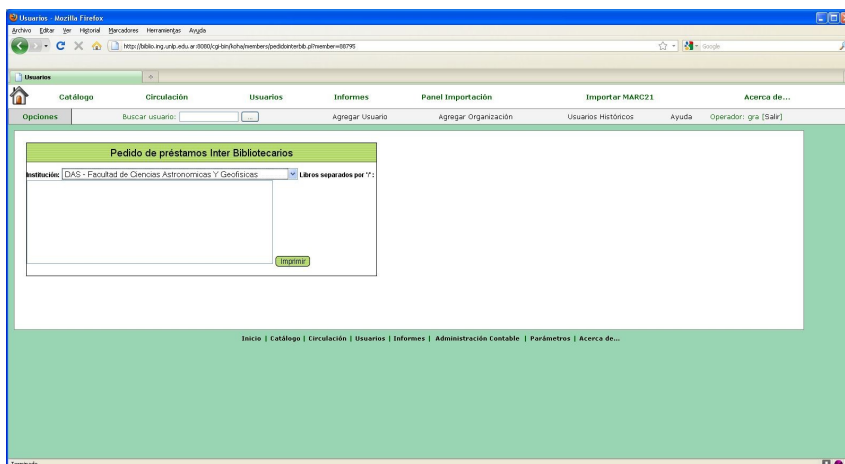 Usuarios - Mozilla Firefox
Archivo Editar Ver Historial Marcadores Herramientas Ayuda
http://biblio.ing.unlp.edu.ar:8080/cgi-bin/koha/members/pedidointerbib.pl?member=88795
Google
Usuarios
Catálogo Circulación Usuarios Informes Panel Importación Importar MARC21 Acerca de...
Opciones Buscar usuario: ... Agregar Usuario Agregar Organización Usuarios Históricos Ayuda Operador: gra [Salir]
Pedido de préstamos Inter Bibliotecarios
Institución: DAS - Facultad de Ciencias Astronomicas Y Geofisicas Libros separados por '/' :
Imprimir
Inicio | Catálogo | Circulación | Usuarios | Informes | Administración Contable | Parámetros | Acerca de...